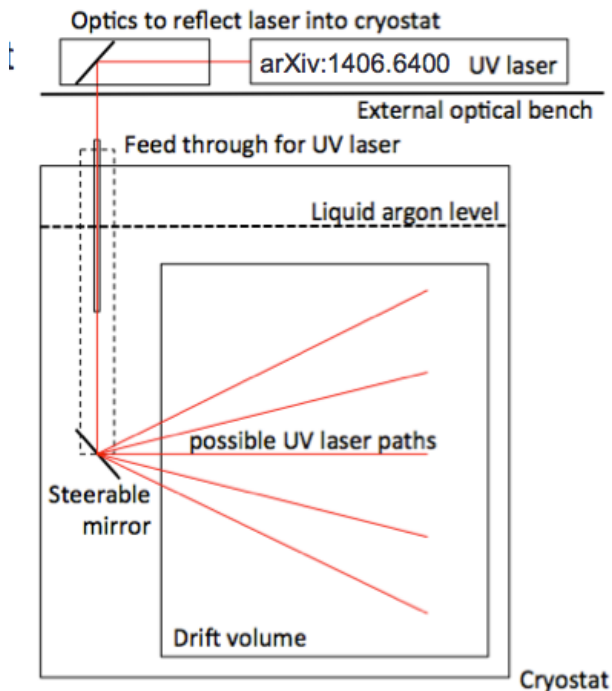 Optics to reflect laser into cryostat
t
arXiv:1406.6400 UV laser
External optical bench
Feed through for UV laser
Liquid argon level
possible UV laser paths
Steerable
mirror
Drift volume
Cryostat